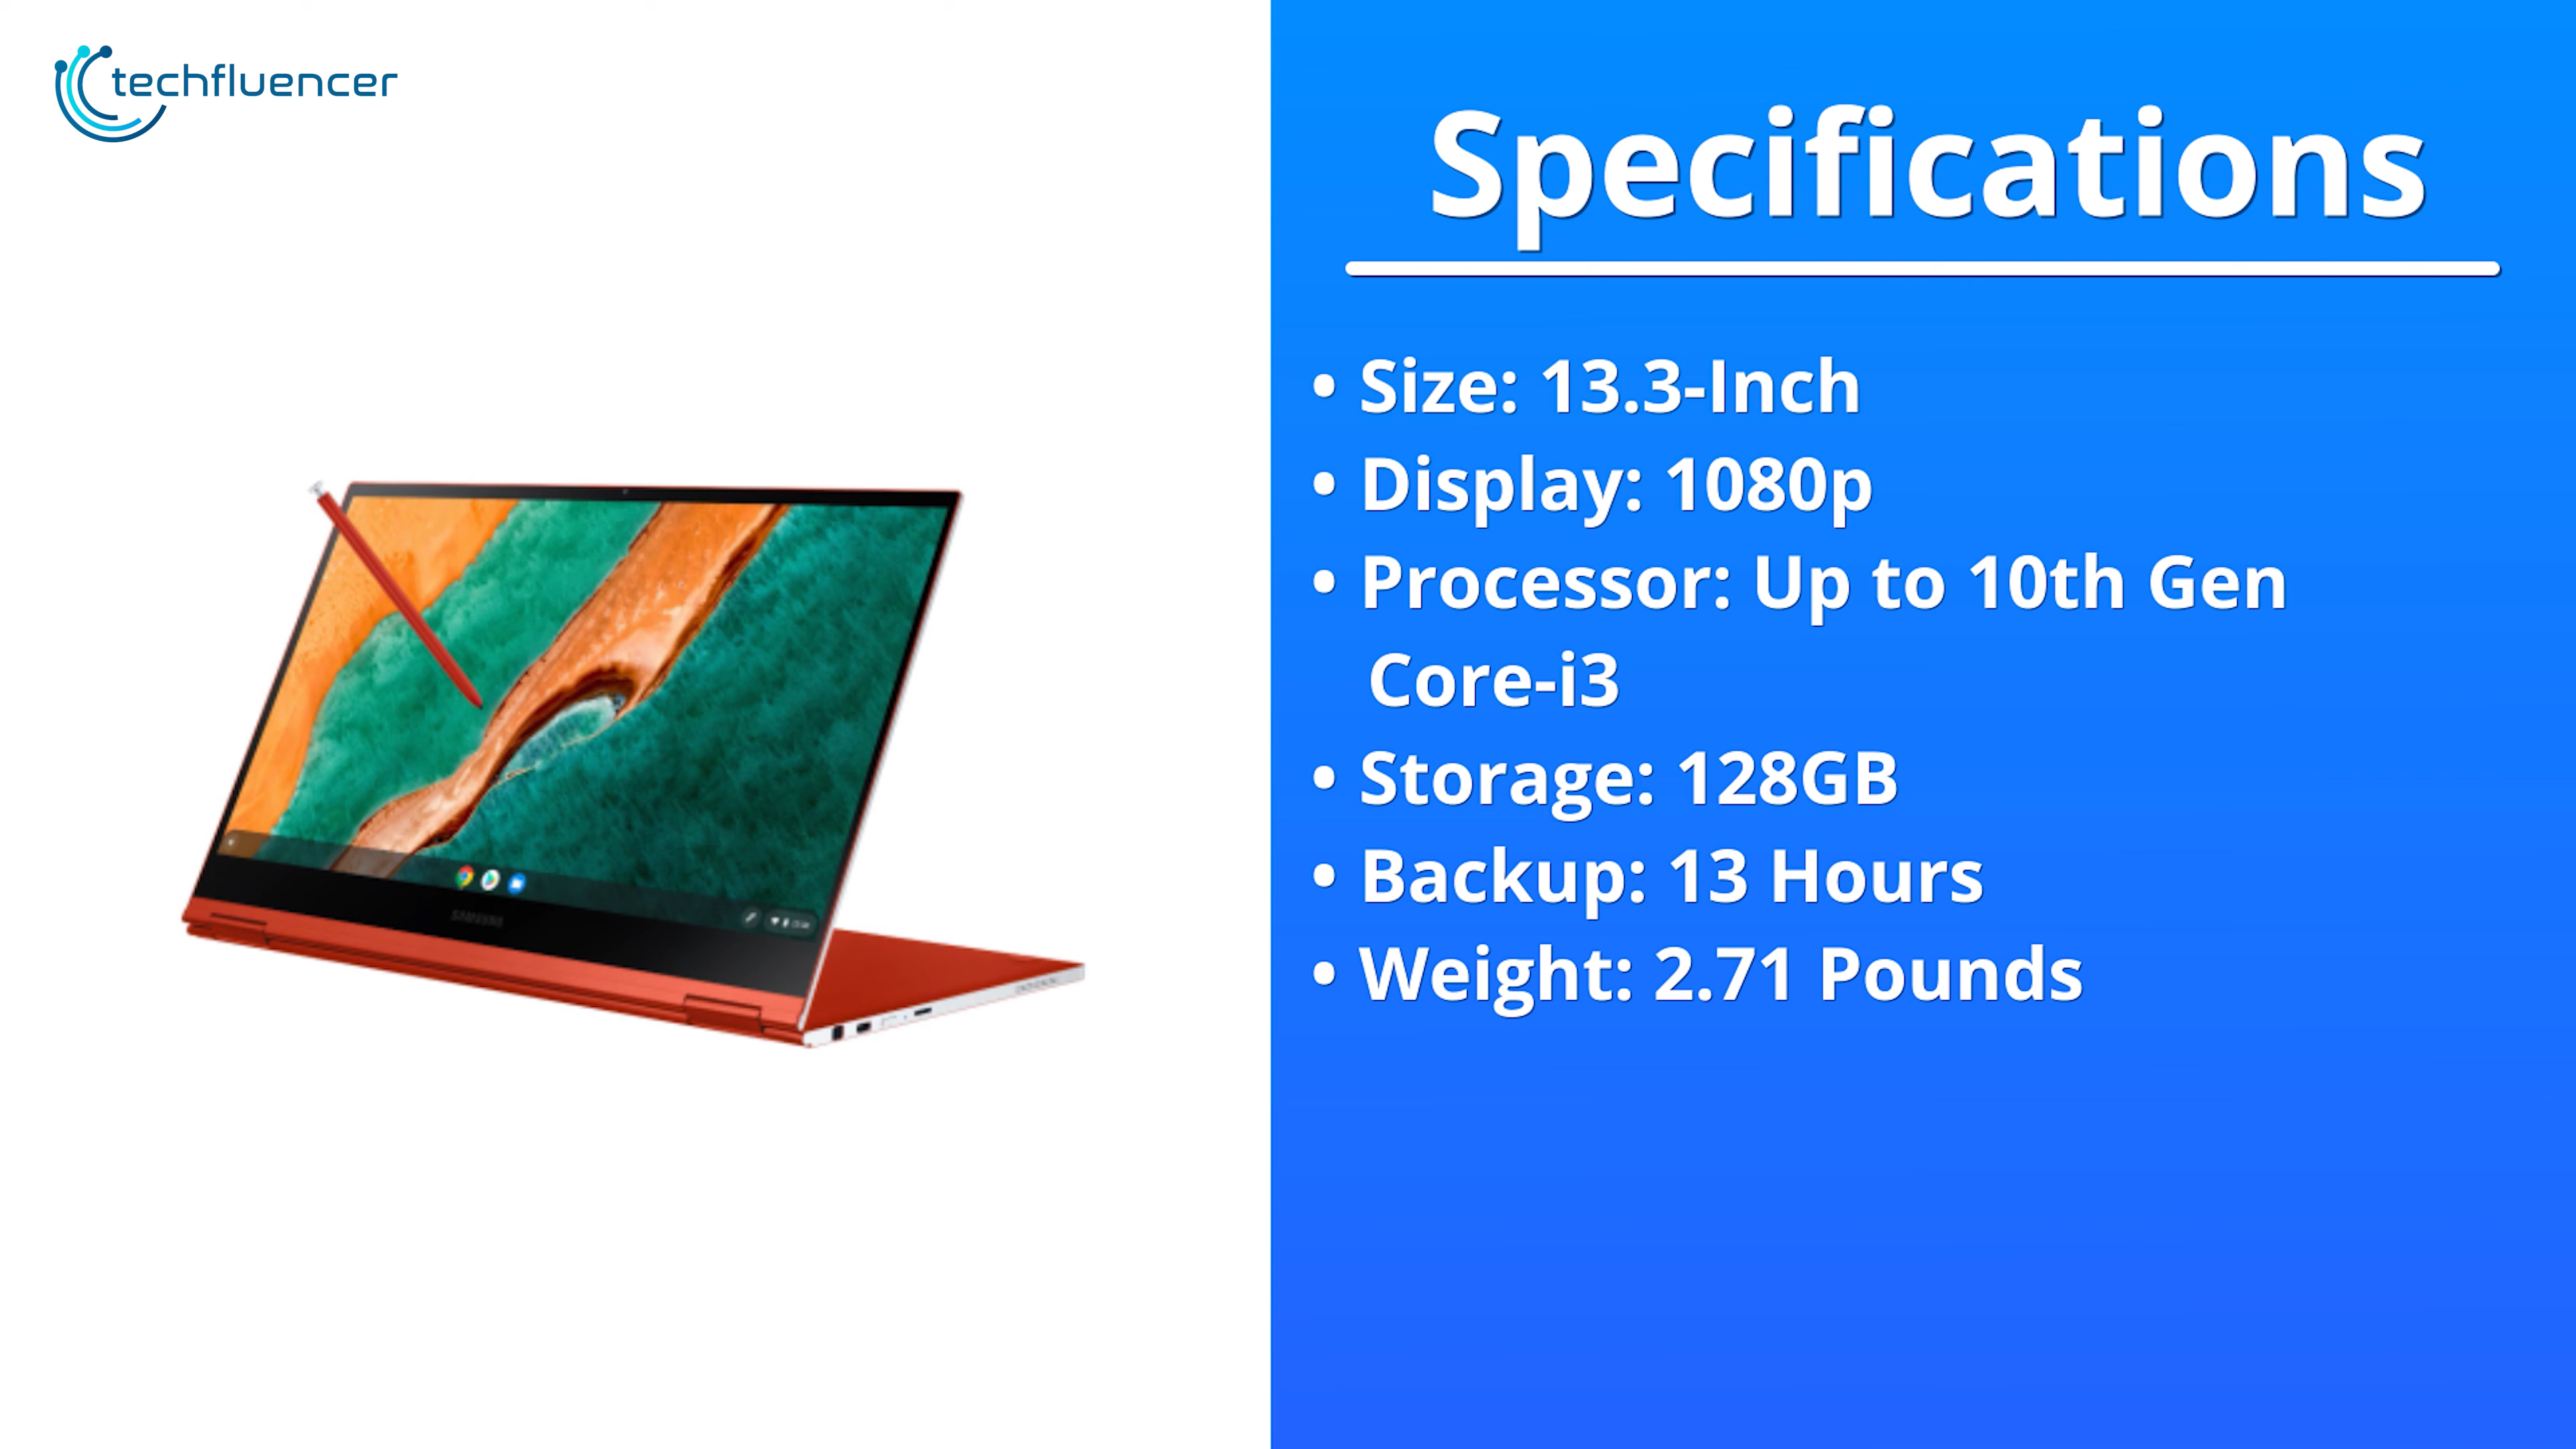 techfluencer
Specifications
• Size: 13.3-Inch
• Display: 1080p
• Processor: Up to 10th Gen
Core-i3
• Storage: 128GB
• Backup: 13 Hours
• Weight: 2.71 Pounds
SAMSUNG